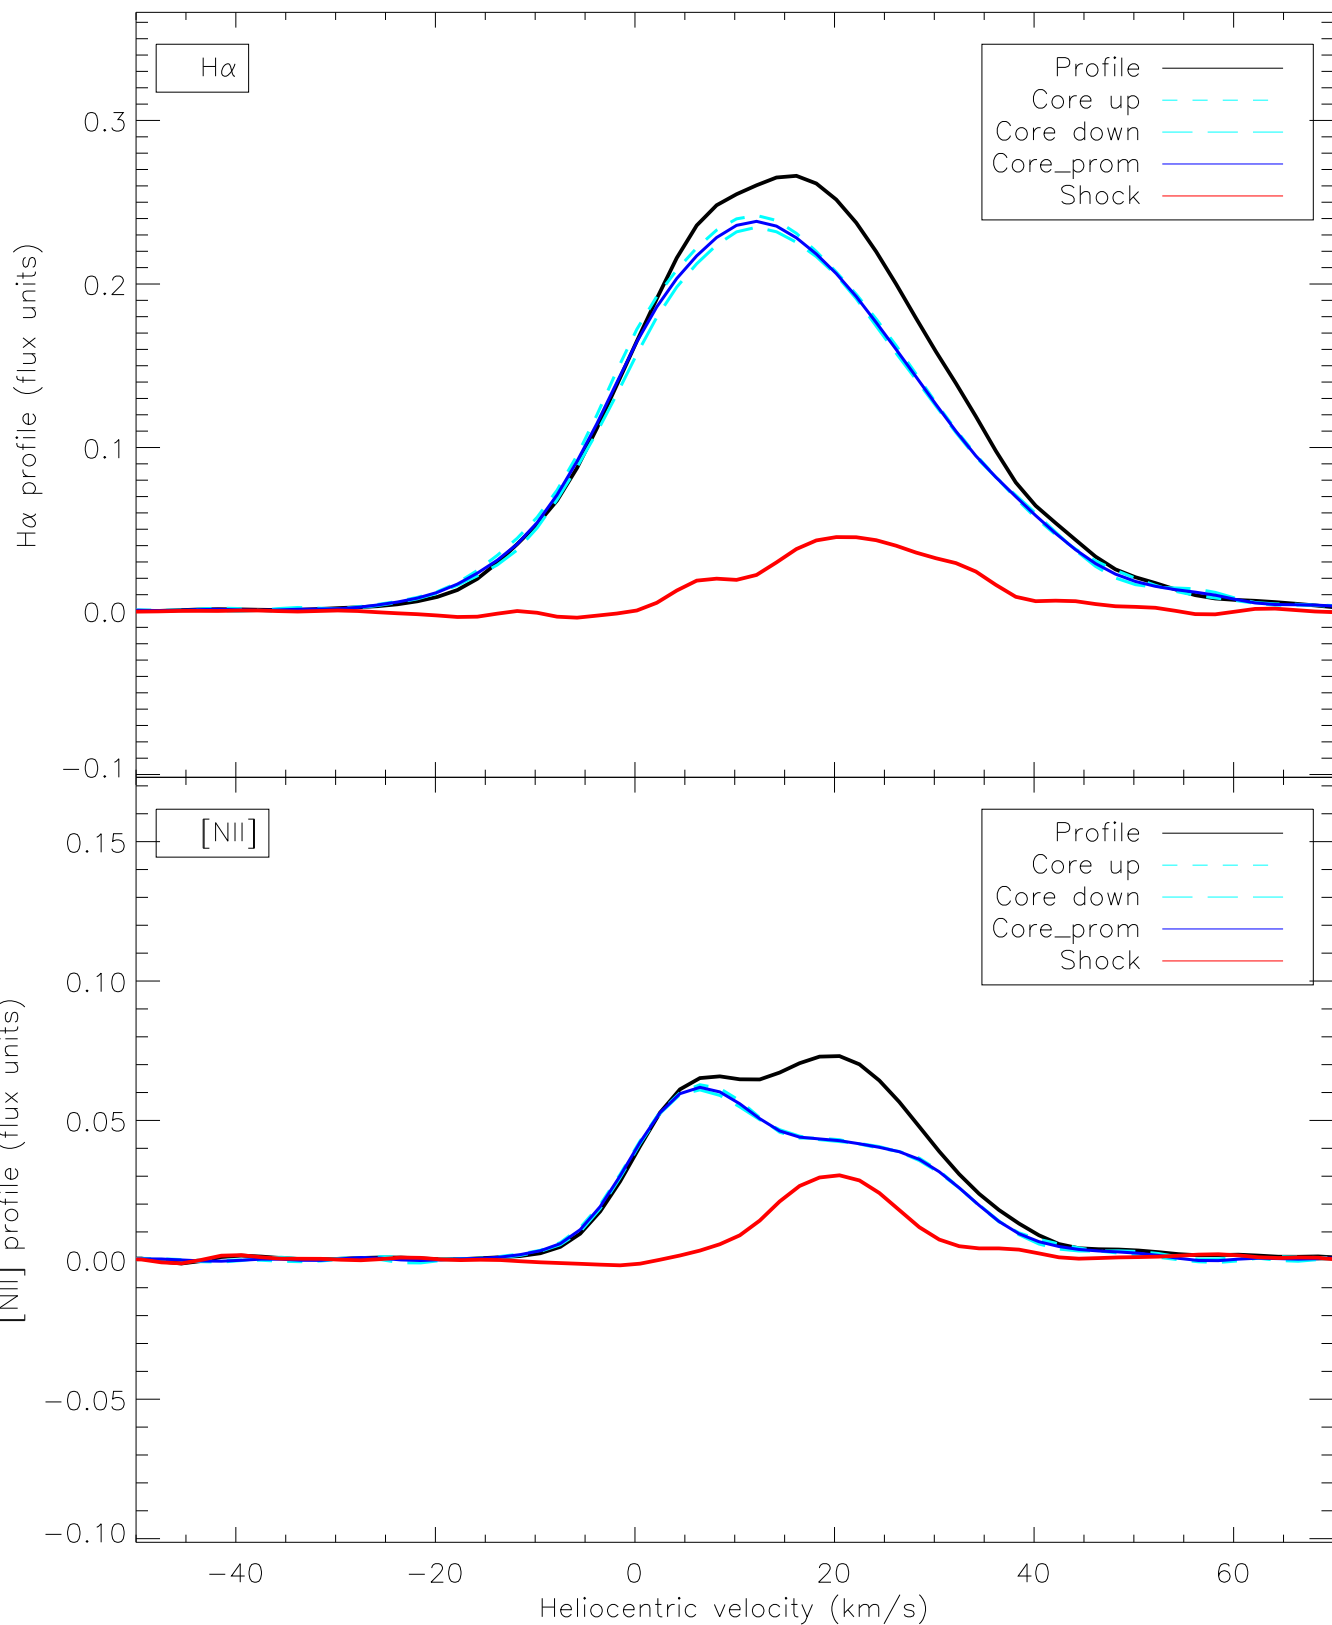 Hα
Profile
Core up
Core down
Core_prom
Shock
0.3
0.2
0.1
0.0
−0.1
Hα profile (flux units)
[NII]
Profile
Core up
Core down
Core_prom
Shock
0.15
0.10
0.05
0.00
−0.05
−0.10
[NII] profile (flux units)
−40 −20 0 20 40 60
Heliocentric velocity (km/s)